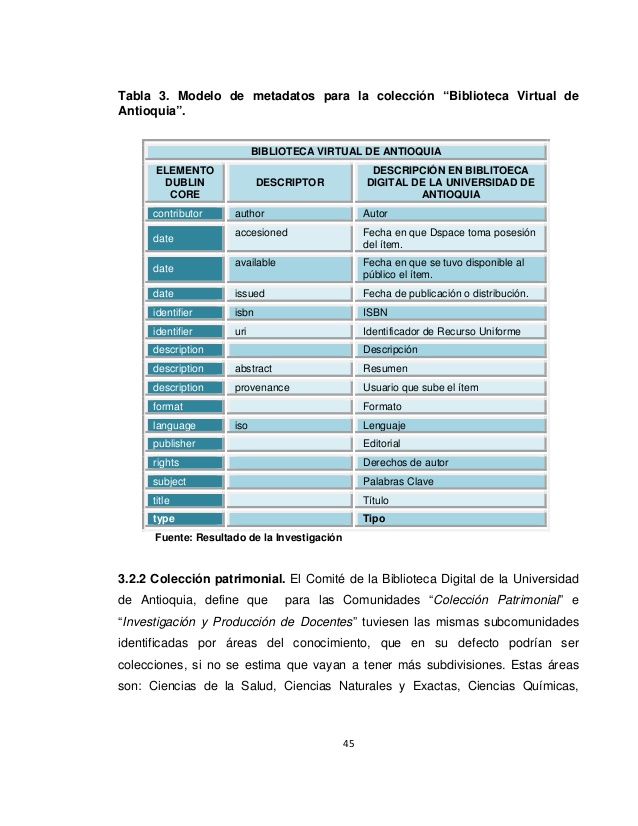 Tabla 3. Modelo de metadatos para la colección “Biblioteca Virtual de
Antioquia”.
BIBLIOTECA VIRTUAL DE ANTIOQUIA
ELEMENTO
DUBLIN
CORE
DESCRIPTOR
DESCRIPCIÓN EN BIBLITOECA
DIGITAL DE LA UNIVERSIDAD DE
ANTIOQUIA
contributor author Autor
date accesioned Fecha en que Dspace toma posesión
del ítem.
date available Fecha en que se tuvo disponible al
público el ítem.
date issued Fecha de publicación o distribución.
identifier isbn ISBN
identifier uri Identificador de Recurso Uniforme
description Descripción
description abstract Resumen
description provenance Usuario que sube el ítem
format Formato
language iso Lenguaje
publisher Editorial
rights Derechos de autor
subject Palabras Clave
title Título
type Tipo
Fuente: Resultado de la Investigación
3.2.2 Colección patrimonial. El Comité de la Biblioteca Digital de la Universidad
de Antioquia, define que para las Comunidades “Colección Patrimonial” e
“Investigación y Producción de Docentes” tuviesen las mismas subcomunidades
identificadas por áreas del conocimiento, que en su defecto podrían ser
colecciones, si no se estima que vayan a tener más subdivisiones. Estas áreas
son: Ciencias de la Salud, Ciencias Naturales y Exactas, Ciencias Químicas,
45